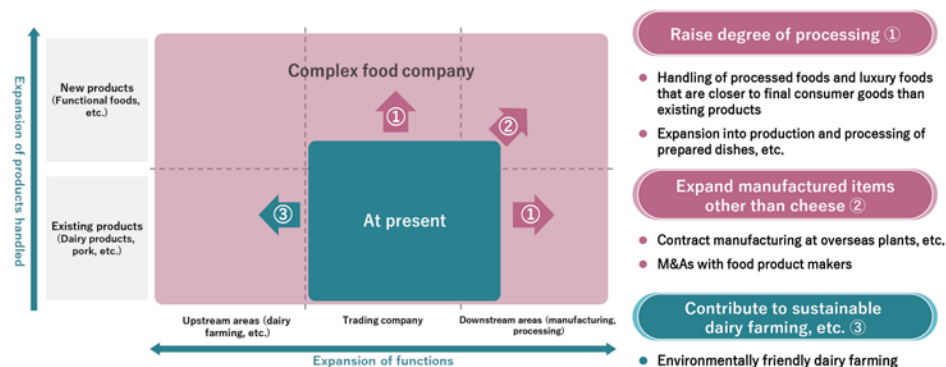 Expansion of products handled
New products
(Functional foods,
etc.)
Existing products
(Dairy products,
pork, etc.)
Complex food company
①
②
③
At present
①
Upstream areas (dairy
farming, etc.)
Trading company
Downstream areas (manufacturing,
processing)
Expansion of functions
Raise degree of processing ①
Handling of processed foods and luxury foods
that are closer to final consumer goods than
existing products
Expansion into production and processing of
prepared dishes, etc.
Expand manufactured items
other than cheese ②
Contract manufacturing at overseas plants, etc.
M&As with food product makers
Contribute to sustainable
dairy farming, etc. ③
Environmentally friendly dairy farming